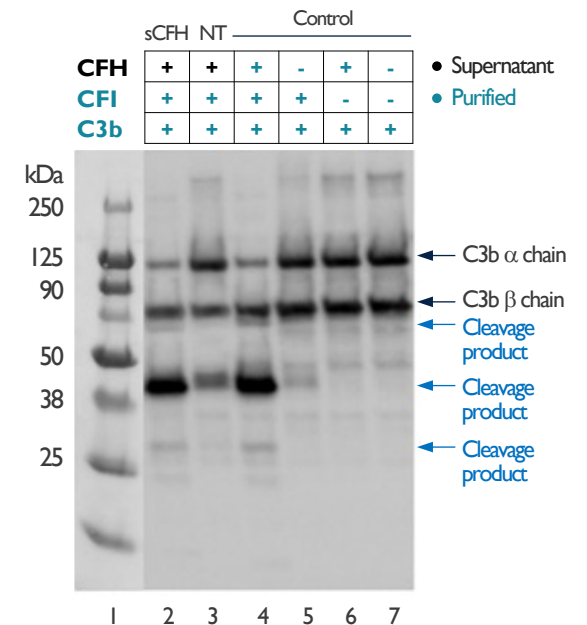 Control
sCFH NT
CFH + + + - + - • Supernatant
CFI + + + + - - • Purified
C3b + + + + + +
kDa
250
125 C3b α chain
90
C3b β chain
Cleavage
product
50
38 Cleavage
product
25 Cleavage
product
1 2 3 4 5 6 7